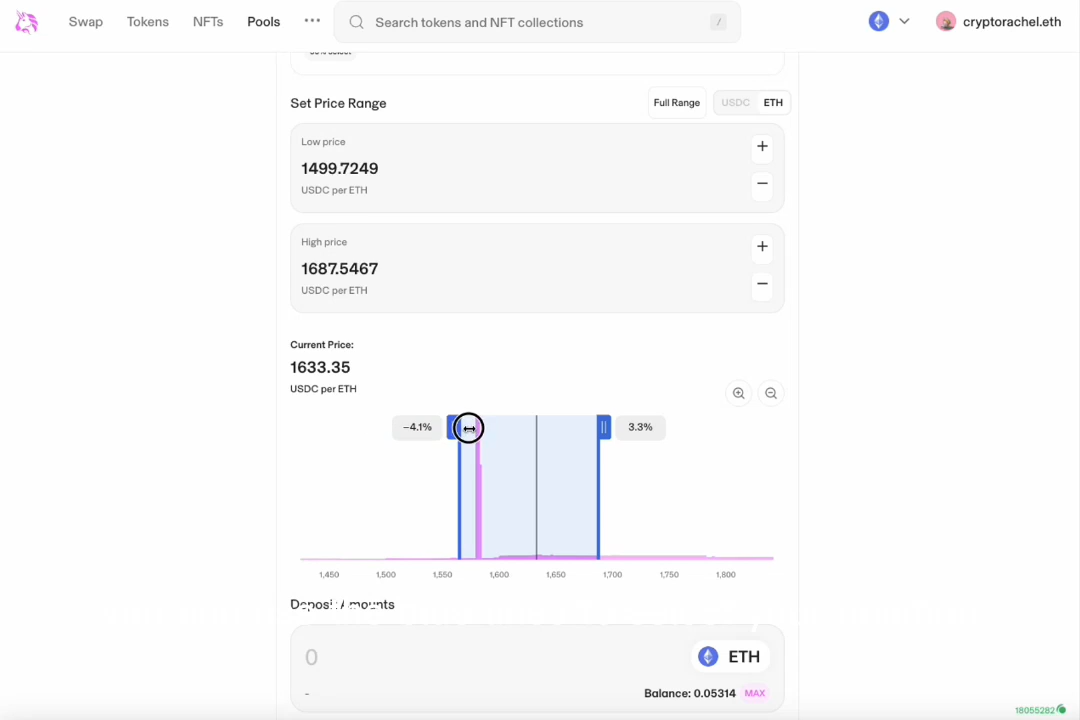 Swap Tokens NFTs Pools ••• Search tokens and NFT collections / cryptorachel.eth
Set Price Range Full Range USDC ETH
Low price
1499.7249
USDC per ETH
+
−
High price
1687.5467
USDC per ETH
+
−
Current Price:
1633.35
USDC per ETH
−4.1% 3.3%
1,450 1,500 1,550 1,600 1,650 1,700 1,750 1,800
Deposit Amounts
0 ETH
- Balance: 0.05314 MAX
18055282